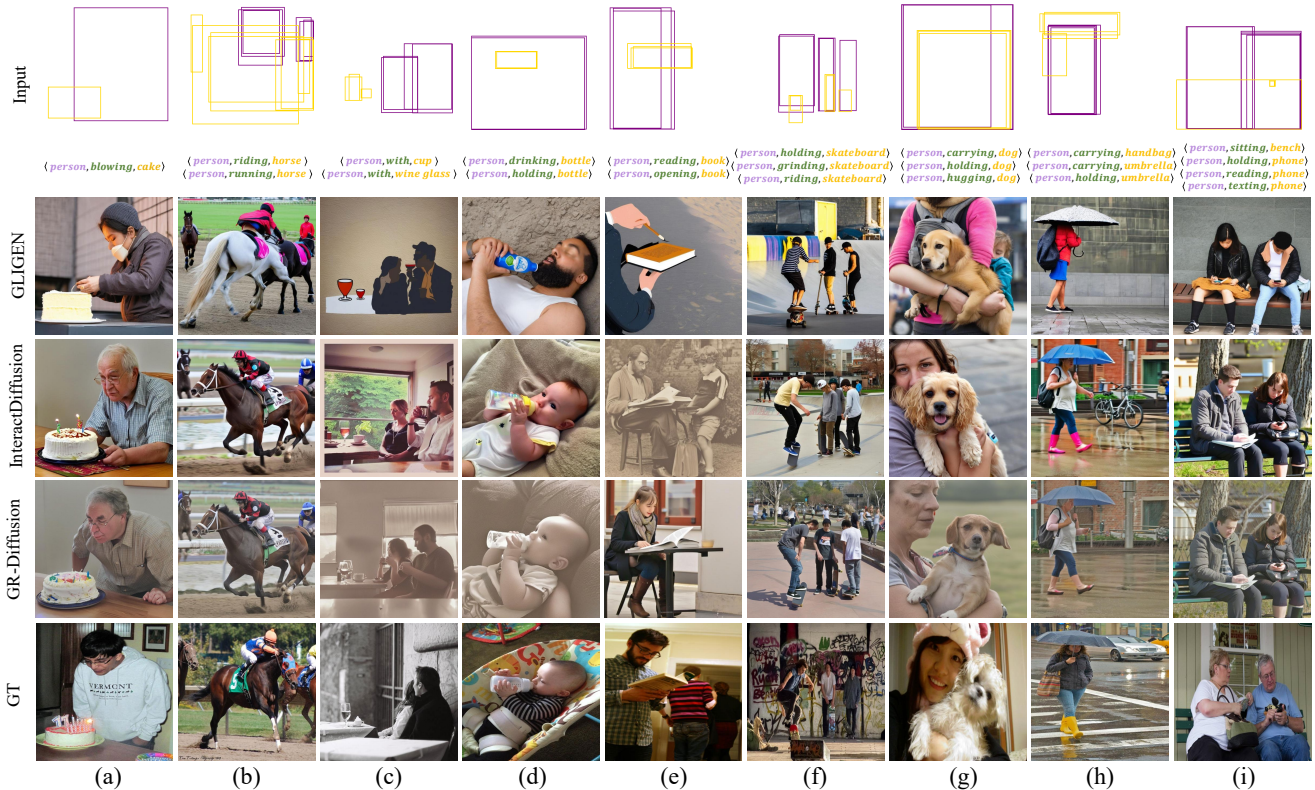 Input
⟨person,blowing,cake⟩
⟨person,riding,horse⟩
⟨person,running,horse⟩
⟨person,with,cup⟩
⟨person,with,wine glass⟩
⟨person,drinking,bottle⟩
⟨person,holding,bottle⟩
⟨person,reading,book⟩
⟨person,opening,book⟩
⟨person,holding,skateboard⟩
⟨person,grinding,skateboard⟩
⟨person,riding,skateboard⟩
⟨person,carrying,dog⟩
⟨person,holding,dog⟩
⟨person,hugging,dog⟩
⟨person,carrying,handbag⟩
⟨person,carrying,umbrella⟩
⟨person,holding,umbrella⟩
⟨person,sitting,bench⟩
⟨person,holding,phone⟩
⟨person,reading,phone⟩
⟨person,texting,phone⟩
GLIGEN
InteractDiffusion
GR-Diffusion
GT
VERMONT
5
(a) (b) (c) (d) (e) (f) (g) (h) (i)